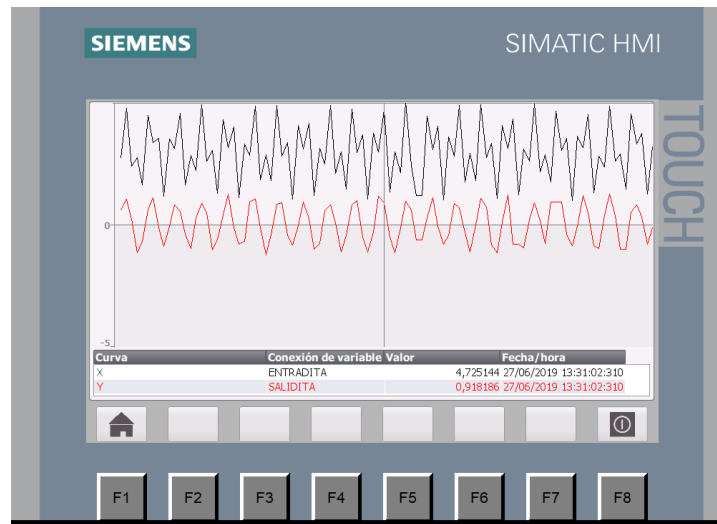 SIEMENS
SIMATIC HMI
TOUCH
0
-5
Curva Conexión de variable Valor Fecha/hora
X ENTRADITA 4,725144 27/06/2019 13:31:02:310
Y SALIDITA 0,918186 27/06/2019 13:31:02:310
F1 F2 F3 F4 F5 F6 F7 F8